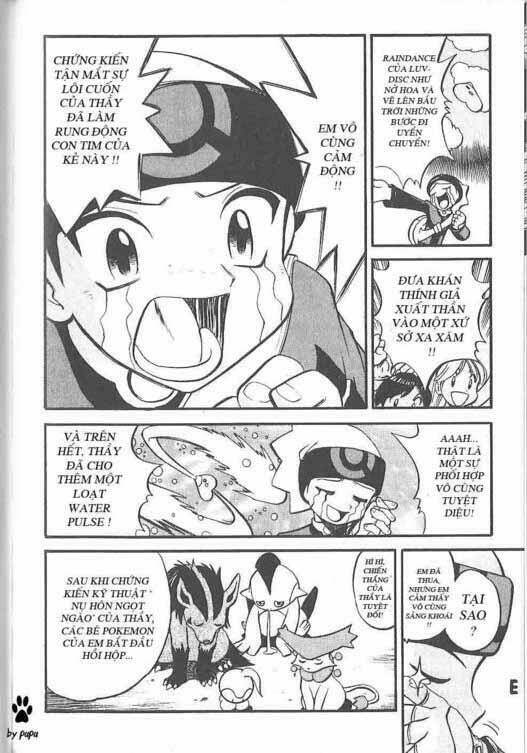 RAINDANCE
CỦA LUV-
DISC NHƯ
NỞ HOA VÀ
VẼ LÊN BẦU
TRỜI NHỮNG
BƯỚC ĐI
UYỂN
CHUYỂN!
EM VÔ
CÙNG CẢM
ĐỘNG !!
CHỨNG KIẾN
TẬN MẮT SỰ
LÔI CUỐN
CỦA THẦY
ĐÃ LÀM
RUNG ĐỘNG
CON TIM CỦA
KẺ NÀY !!
ĐƯA KHÁN
THÍNH GIẢ
XUẤT THẦN
VÀO MỘT XỨ
SỞ XA XĂM
!!
AAAH...
THẬT LÀ
MỘT SỰ
PHỐI HỢP
VÔ CÙNG
TUYỆT
DIỆU!
VÀ TRÊN
HẾT, THẦY
ĐÃ CHO
THÊM MỘT
LOẠT
WATER
PULSE !
TẠI
SAO
?
EM ĐÃ
THUA,
NHƯNG EM
CẢM THẤY
VÔ CÙNG
SẢNG KHOÁI
!!
HÌ HÌ,
CHIẾN
THẮNG
CỦA THẦY
LÀ TUYỆT
ĐỐI!
SAU KHI CHỨNG
KIẾN KỸ THUẬT '
NỤ HÔN NGỌT
NGÀO' CỦA THẦY,
CÁC BÉ POKEMON
CỦA EM BẮT ĐẦU
HỒI HỘP...
E
by pupu